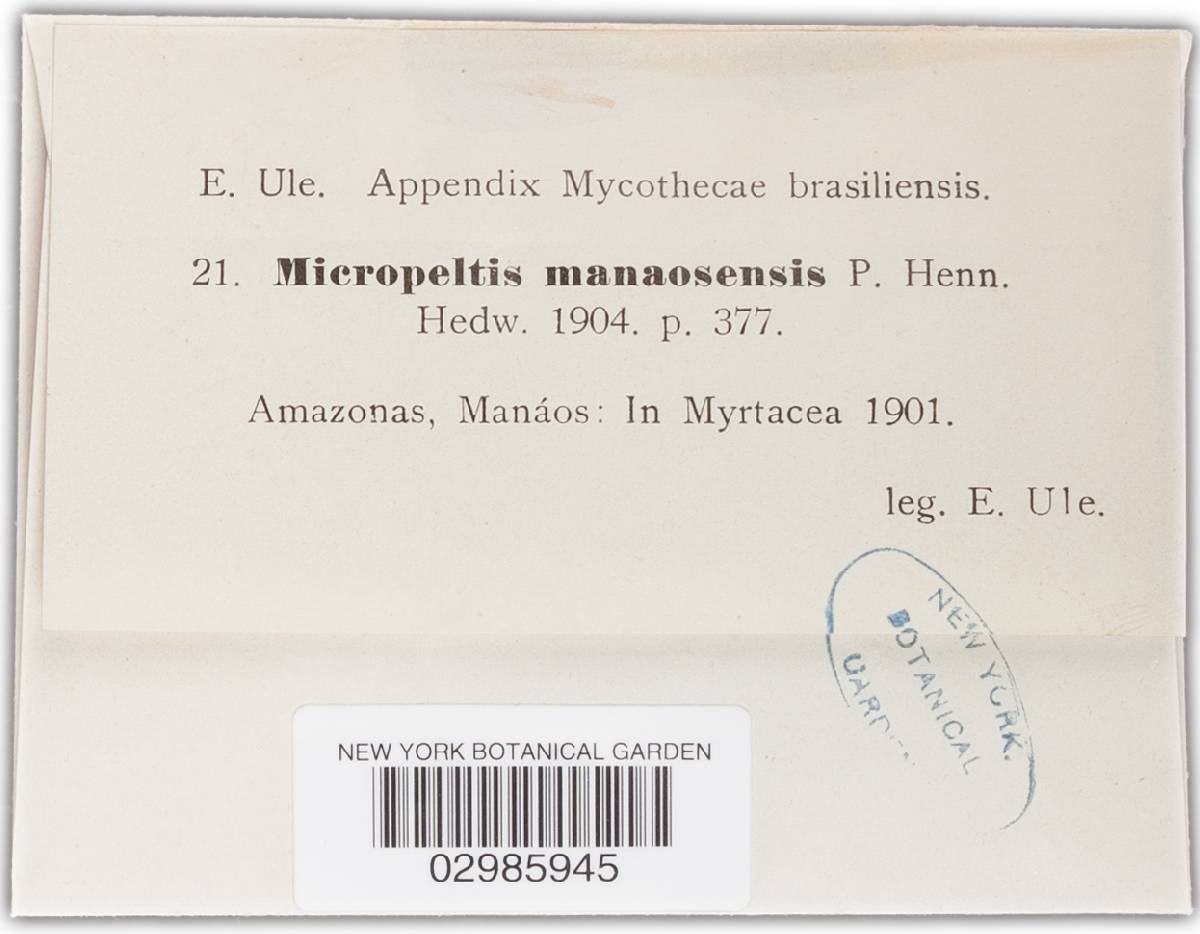 E. Ule. Appendix Mycothecae brasiliensis.
21. Micropeltis manaosensis P. Henn.
Hedw. 1904. p. 377.
Amazonas, Manáos: In Myrtacea 1901.
leg. E. Ule.
NEW YORK.
BOTANICAL
GARDEN
NEW YORK BOTANICAL GARDEN
02985945